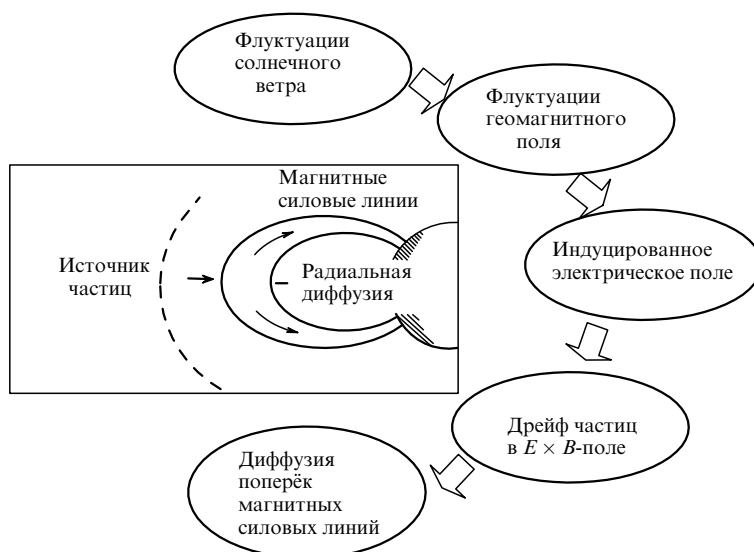 Флуктуации
солнечного
ветра
Флуктуации
геомагнитного
поля
Магнитные
силовые линии
Источник
частиц
Радиальная
диффузия
Индуцированное
электрическое поле
Дрейф частиц
в E × B-поле
Диффузия
поперёк
магнитных
силовых линий